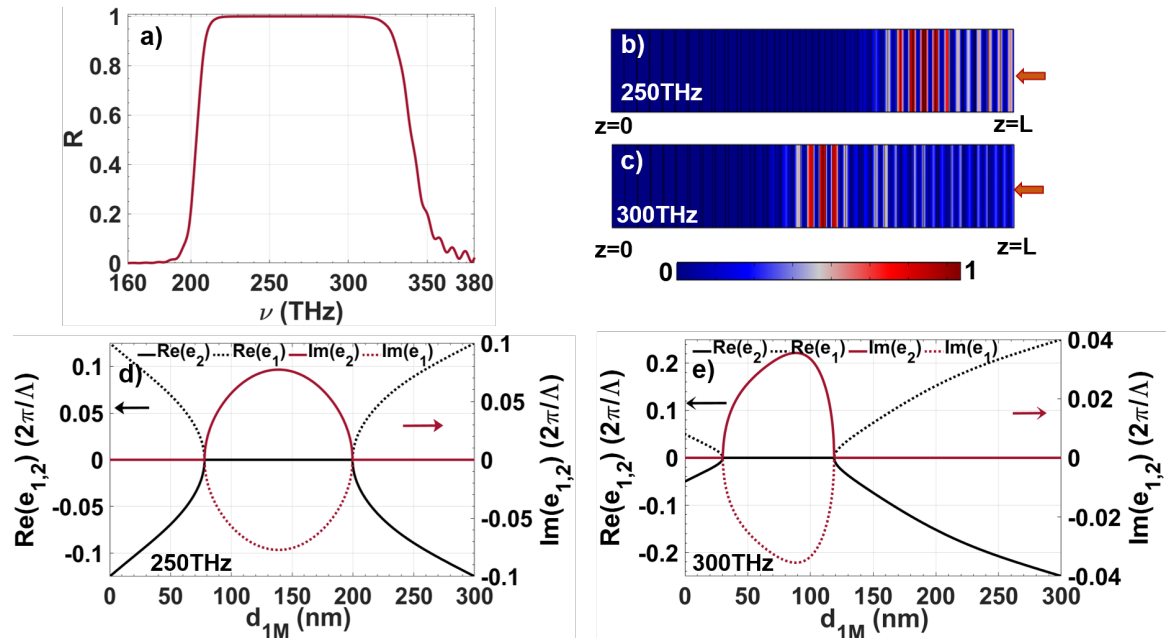 a)
1
0.8
0.6
0.4
0.2
0
R
160 200 250 300 350 380
ν (THz)
b)
250THz
z=0 z=L
c)
300THz
z=0 z=L
0 1
d)
Re(e2) Re(e1) Im(e2) Im(e1)
0.1
0.05
0
-0.05
-0.1
Re(e1,2) (2π/Λ)
0.1
0.05
0
-0.05
-0.1
Im(e1,2) (2π/Λ)
250THz
0 50 100 150 200 250 300
d1M (nm)
e)
Re(e2) Re(e1) Im(e2) Im(e1)
0.2
0.1
0
-0.1
-0.2
Re(e1,2) (2π/Λ)
0.04
0.02
0
-0.02
-0.04
Im(e1,2) (2π/Λ)
300THz
0 50 100 150 200 250 300
d1M (nm)